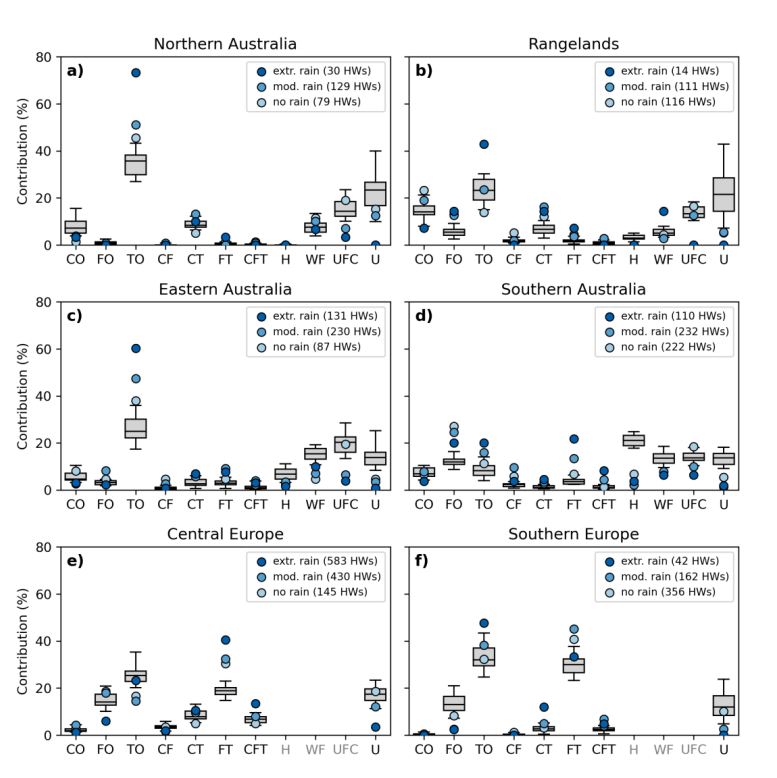 Northern Australia
Rangelands
a)
extr. rain (30 HWs)
mod. rain (129 HWs)
no rain (79 HWs)
Contribution (%)
80
60
40
20
0
CO FO TO CF CT FT CFT H WF UFC U
b)
extr. rain (14 HWs)
mod. rain (111 HWs)
no rain (116 HWs)
CO FO TO CF CT FT CFT H WF UFC U
Eastern Australia
Southern Australia
c)
extr. rain (131 HWs)
mod. rain (230 HWs)
no rain (87 HWs)
Contribution (%)
80
60
40
20
0
CO FO TO CF CT FT CFT H WF UFC U
d)
extr. rain (110 HWs)
mod. rain (232 HWs)
no rain (222 HWs)
CO FO TO CF CT FT CFT H WF UFC U
Central Europe
Southern Europe
e)
extr. rain (583 HWs)
mod. rain (430 HWs)
no rain (145 HWs)
Contribution (%)
80
60
40
20
0
CO FO TO CF CT FT CFT H WF UFC U
f)
extr. rain (42 HWs)
mod. rain (162 HWs)
no rain (356 HWs)
CO FO TO CF CT FT CFT H WF UFC U